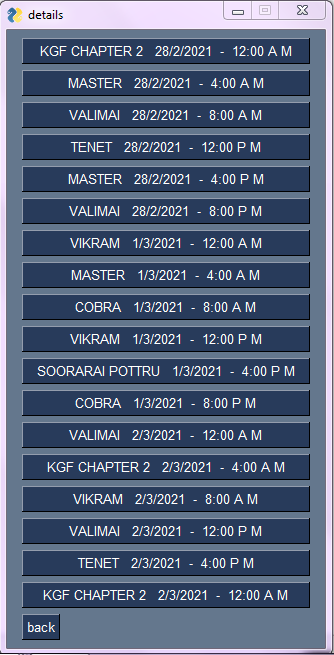 details
KGF CHAPTER 2 28/2/2021 - 12:00 A M
MASTER 28/2/2021 - 4:00 A M
VALIMAI 28/2/2021 - 8:00 A M
TENET 28/2/2021 - 12:00 P M
MASTER 28/2/2021 - 4:00 P M
VALIMAI 28/2/2021 - 8:00 P M
VIKRAM 1/3/2021 - 12:00 A M
MASTER 1/3/2021 - 4:00 A M
COBRA 1/3/2021 - 8:00 A M
VIKRAM 1/3/2021 - 12:00 P M
SOORARAI POTTRU 1/3/2021 - 4:00 P M
COBRA 1/3/2021 - 8:00 P M
VALIMAI 2/3/2021 - 12:00 A M
KGF CHAPTER 2 2/3/2021 - 4:00 A M
VIKRAM 2/3/2021 - 8:00 A M
VALIMAI 2/3/2021 - 12:00 P M
TENET 2/3/2021 - 4:00 P M
KGF CHAPTER 2 2/3/2021 - 12:00 A M
back